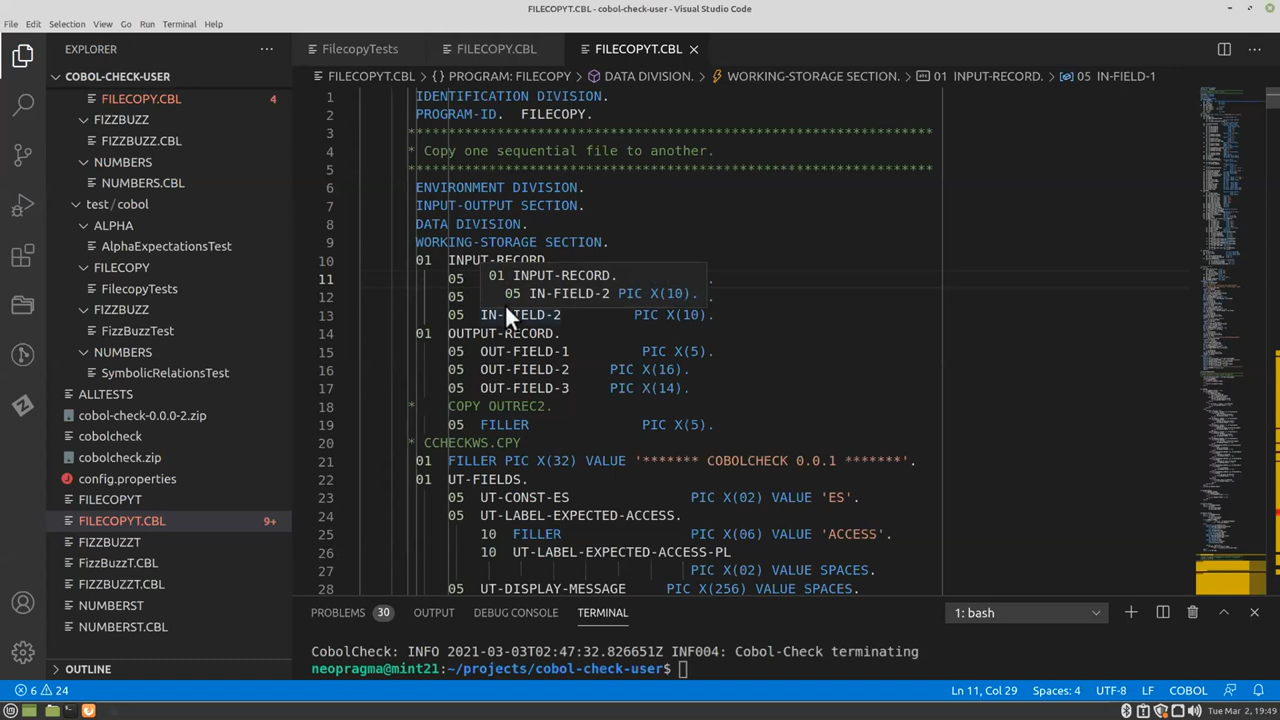 FILECOPYT.CBL - cobol-check-user - Visual Studio Code
File Edit Selection View Go Run Terminal Help
EXPLORER
COBOL-CHECK-USER
FILECOPY.CBL 4
FIZZBUZZ
FIZZBUZZ.CBL
NUMBERS
NUMBERS.CBL
test/cobol
ALPHA
AlphaExpectationsTest
FILECOPY
FilecopyTests
FIZZBUZZ
FizzBuzzTest
NUMBERS
SymbolicRelationsTest
ALLTESTS
cobol-check-0.0.0-2.zip
cobolcheck
cobolcheck.zip
config.properties
FILECOPYT
FILECOPYT.CBL 9+
FIZZBUZZT
FizzBuzzT.CBL
FIZZBUZZT.CBL
NUMBERST
NUMBERST.CBL
OUTLINE
FilecopyTests FILECOPY.CBL FILECOPYT.CBL
FILECOPYT.CBL PROGRAM: FILECOPY DATA DIVISION. WORKING-STORAGE SECTION. 01 INPUT-RECORD. 05 IN-FIELD-1
1 IDENTIFICATION DIVISION.
2 PROGRAM-ID. FILECOPY.
3 *****************************************************************
4 * Copy one sequential file to another.
5 *****************************************************************
6 ENVIRONMENT DIVISION.
7 INPUT-OUTPUT SECTION.
8 DATA DIVISION.
9 WORKING-STORAGE SECTION.
10 01 INPUT-RECORD.
11 05 .
12 05 .
01 INPUT-RECORD.
05 IN-FIELD-2 PIC X(10).
13 05 IN-FIELD-2 PIC X(10).
14 01 OUTPUT-RECORD.
15 05 OUT-FIELD-1 PIC X(5).
16 05 OUT-FIELD-2 PIC X(16).
17 05 OUT-FIELD-3 PIC X(14).
18 * COPY OUTREC2.
19 05 FILLER PIC X(5).
20 * CCHECKWS.CPY
21 01 FILLER PIC X(32) VALUE '******* COBOLCHECK 0.0.1 *******'.
22 01 UT-FIELDS.
23 05 UT-CONST-ES PIC X(02) VALUE 'ES'.
24 05 UT-LABEL-EXPECTED-ACCESS.
25 10 FILLER PIC X(06) VALUE 'ACCESS'.
26 10 UT-LABEL-EXPECTED-ACCESS-PL
27 PIC X(02) VALUE SPACES.
28 05 UT-DISPLAY-MESSAGE PIC X(256) VALUE SPACES.
PROBLEMS 30 OUTPUT DEBUG CONSOLE TERMINAL 1: bash
CobolCheck: INFO 2021-03-03T02:47:32.826651Z INF004: Cobol-Check terminating
neopragma@mint21:~/projects/cobol-check-user$
6 24 Ln 11, Col 29 Spaces: 4 UTF-8 LF COBOL
Tue Mar 2, 19:49